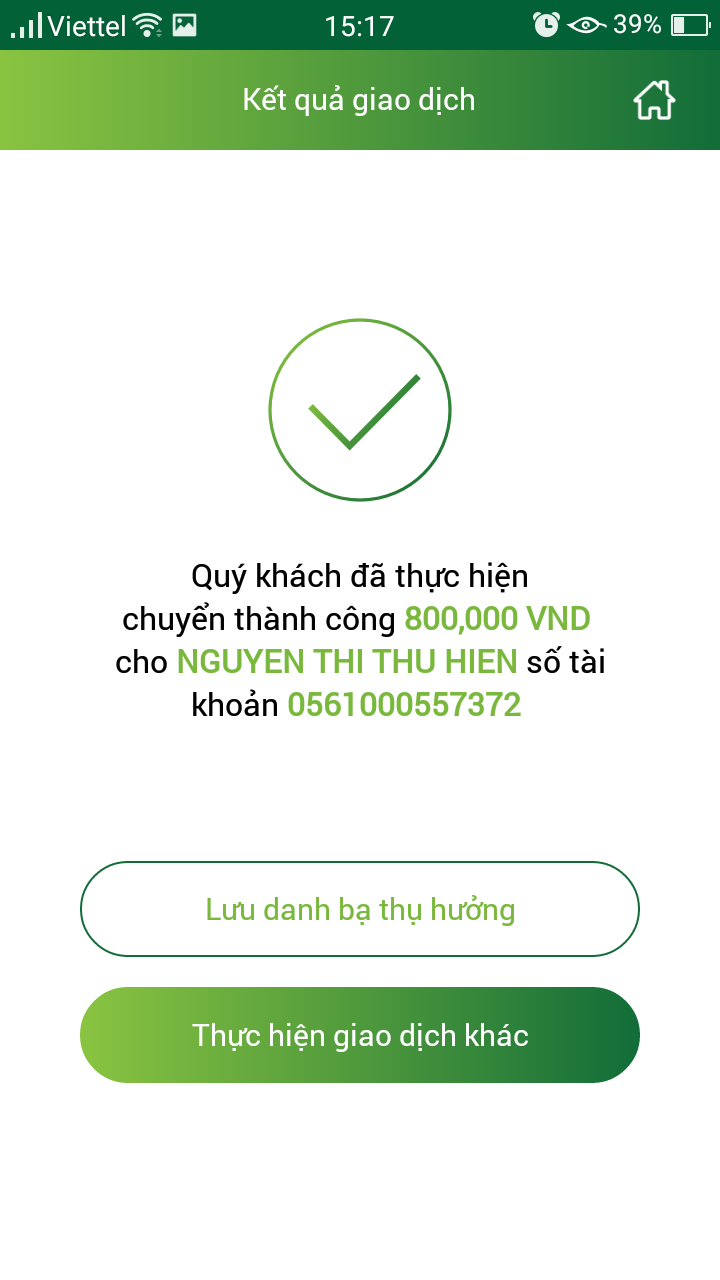 Viettel 15:17 39%
Kết quả giao dịch
Quý khách đã thực hiện
chuyển thành công 800,000 VND
cho NGUYEN THI THU HIEN số tài
khoản 0561000557372
Lưu danh bạ thụ hưởng
Thực hiện giao dịch khác